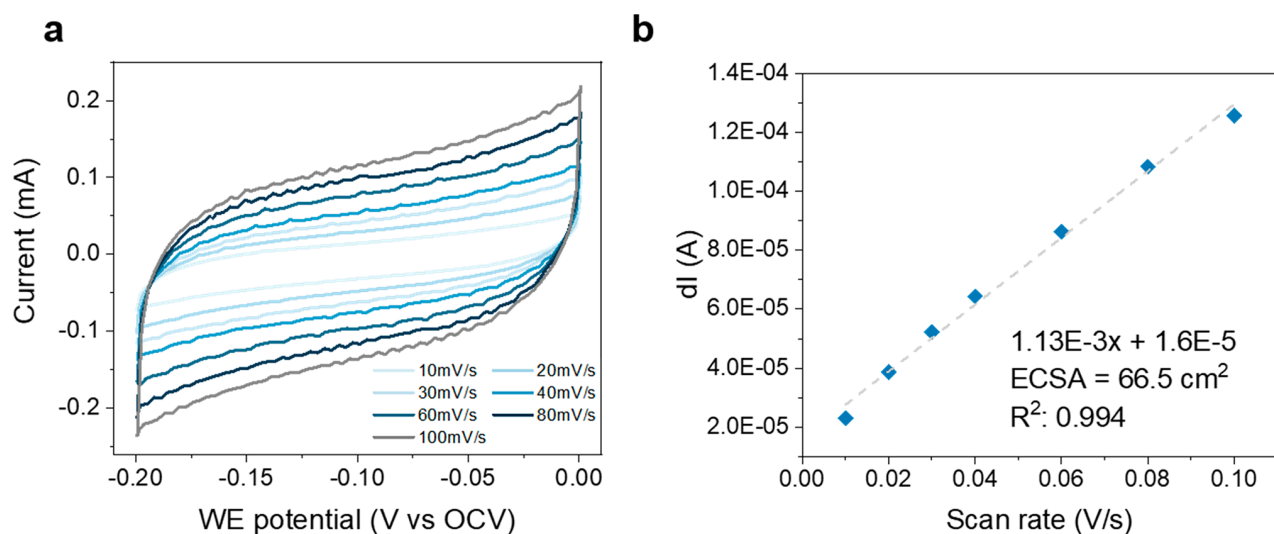 a
Current (mA)
0.2
0.1
0.0
-0.1
-0.2
10mV/s 20mV/s
30mV/s 40mV/s
60mV/s 80mV/s
100mV/s
-0.20 -0.15 -0.10 -0.05 0.00
WE potential (V vs OCV)
b
dI (A)
1.4E-04
1.2E-04
1.0E-04
8.0E-05
6.0E-05
4.0E-05
2.0E-05
1.13E-3x + 1.6E-5
ECSA = 66.5 cm²
R²: 0.994
0.00 0.02 0.04 0.06 0.08 0.10
Scan rate (V/s)